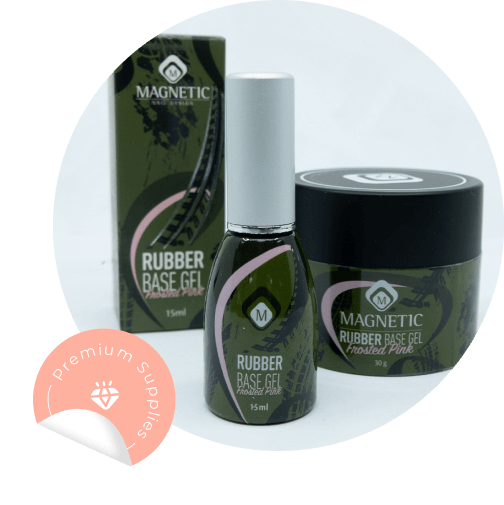 M
MAGNETIC
NAIL DESIGN
RUBBER
BASE GEL
Frosted Pink
15ml
M
RUBBER
BASE GEL
Frosted Pink
15ml
M
MAGNETIC
RUBBER BASE GEL
Frosted Pink
30 g
Premium Supplies